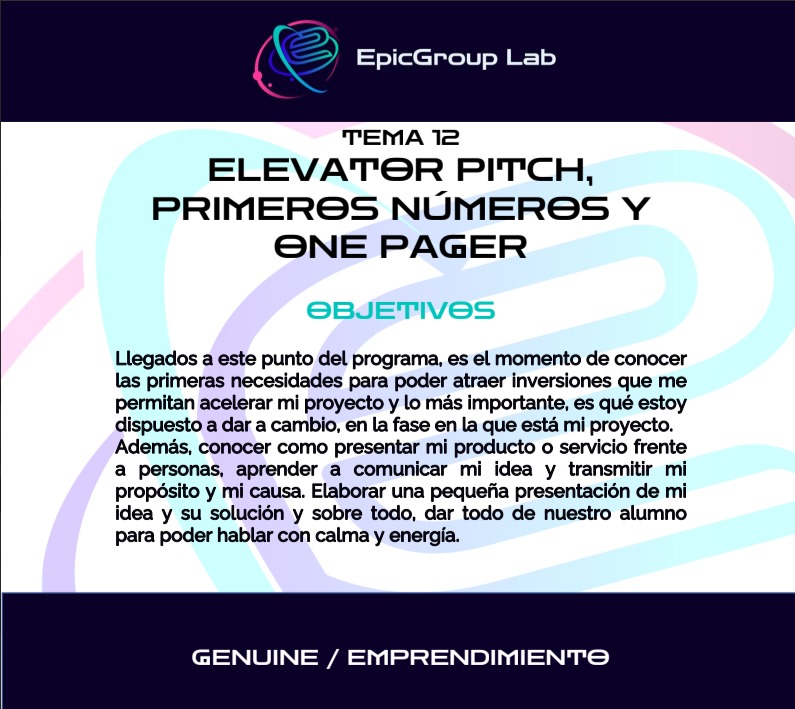 EpicGroup Lab
TEMA 12
ELEVATOR PITCH,
PRIMEROS NÚMEROS Y
ONE PAGER
OBJETIVOS
Llegados a este punto del programa, es el momento de conocer
las primeras necesidades para poder atraer inversiones que me
permitan acelerar mi proyecto y lo más importante, es qué estoy
dispuesto a dar a cambio, en la fase en la que está mi proyecto.
Además, conocer como presentar mi producto o servicio frente
a personas, aprender a comunicar mi idea y transmitir mi
propósito y mi causa. Elaborar una pequeña presentación de mi
idea y su solución y sobre todo, dar todo de nuestro alumno
para poder hablar con calma y energía.
GENUINE / EMPRENDIMIENTO